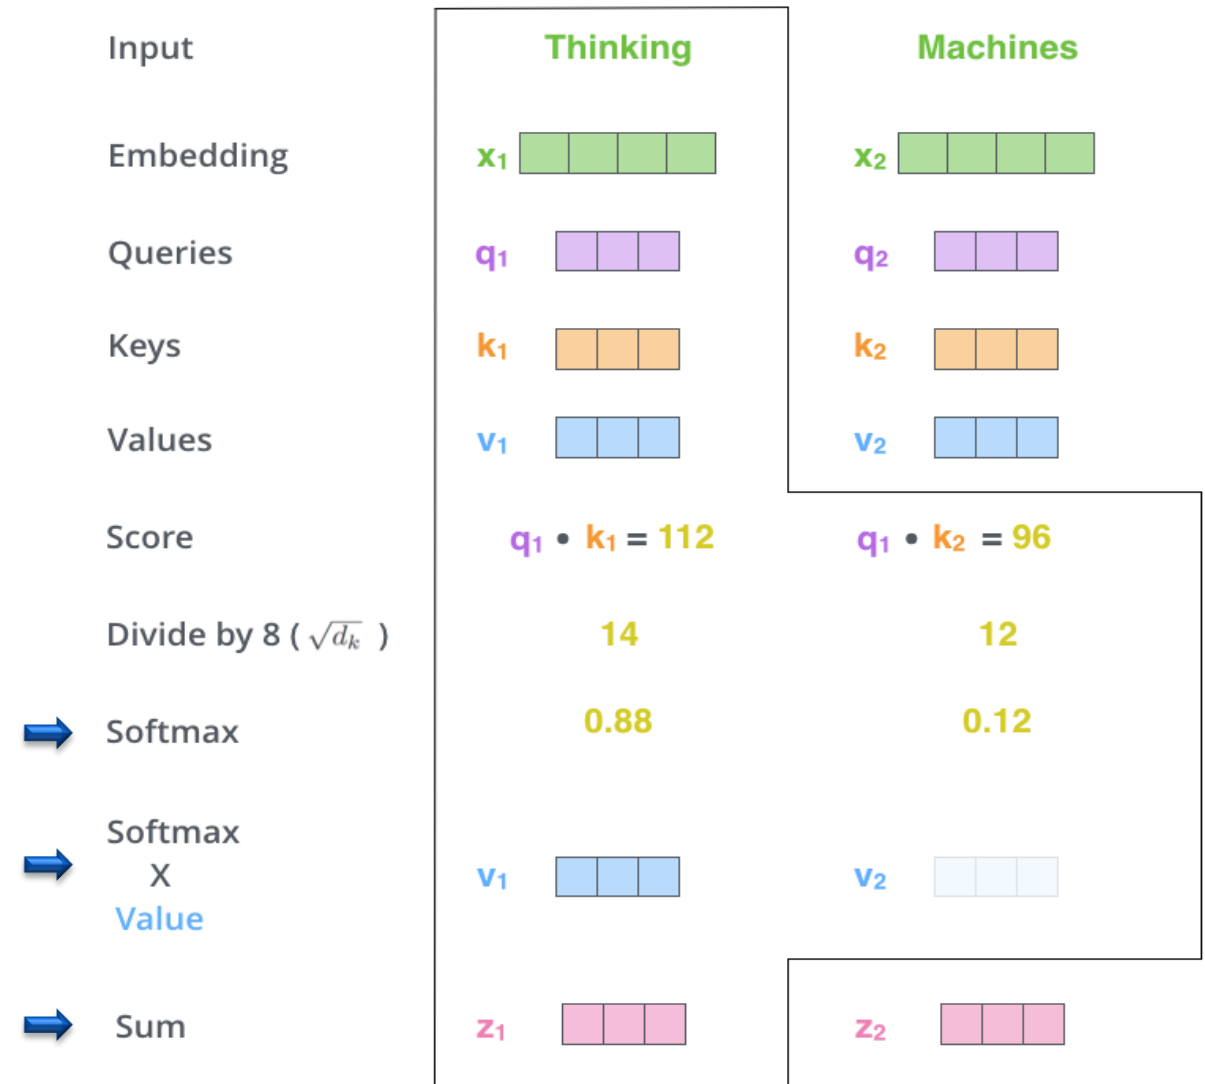 Input Thinking Machines
Embedding x₁ x₂
Queries q₁ q₂
Keys k₁ k₂
Values v₁ v₂
Score q₁ • k₁ = 112 q₁ • k₂ = 96
Divide by 8 ( √dₖ ) 14 12
Softmax 0.88 0.12
Softmax
X v₁ v₂
Value
Sum z₁ z₂